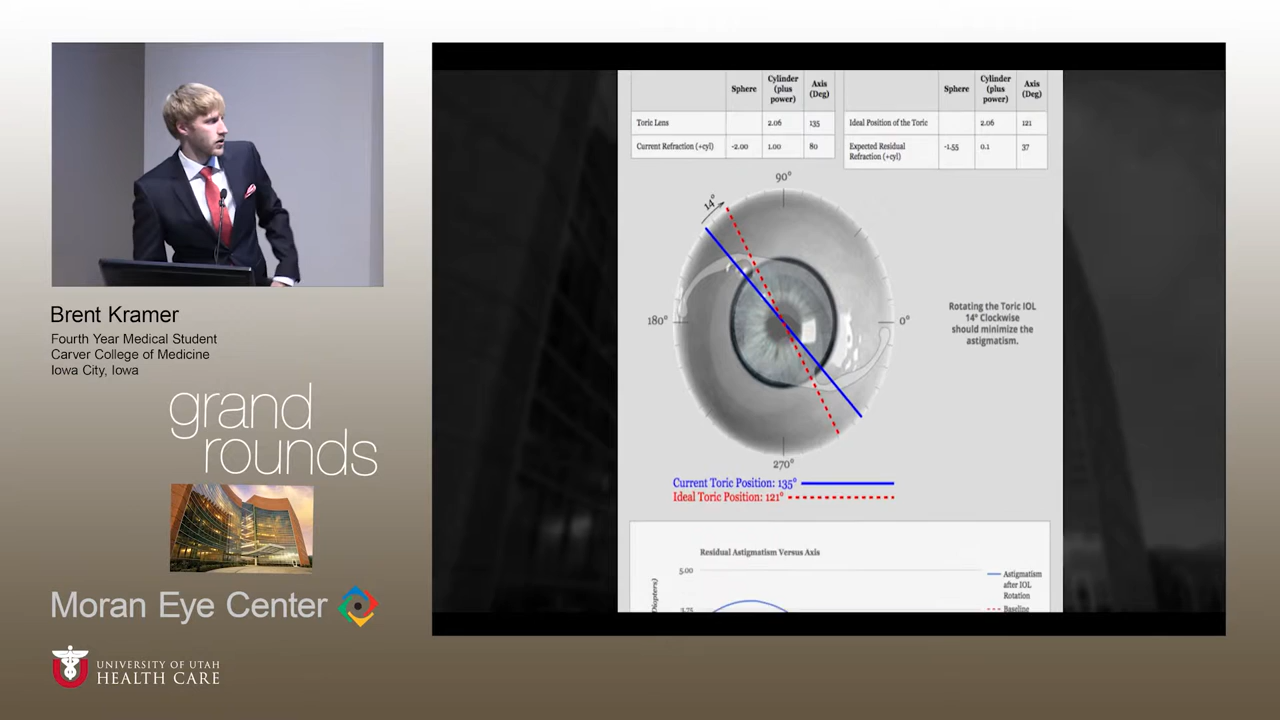 Brent Kramer
Fourth Year Medical Student
Carver College of Medicine
Iowa City, Iowa
grand
rounds
Moran Eye Center
UNIVERSITY OF UTAH
HEALTH CARE
Sphere Cylinder (plus power) Axis (Deg)
Toric Lens 2.06 135
Current Refraction (+cyl) -2.00 1.00 80
Sphere Cylinder (plus power) Axis (Deg)
Ideal Position of the Toric 2.06 121
Expected Residual Refraction (+cyl) -1.55 0.1 37
90°
14°
180°
0°
270°
Rotating the Toric IOL
14° Clockwise
should minimize the
astigmatism.
Current Toric Position: 135°
Ideal Toric Position: 121°
Residual Astigmatism Versus Axis
5.00
3.75
Diopters)
Astigmatism
after IOL
Rotation
Baseline